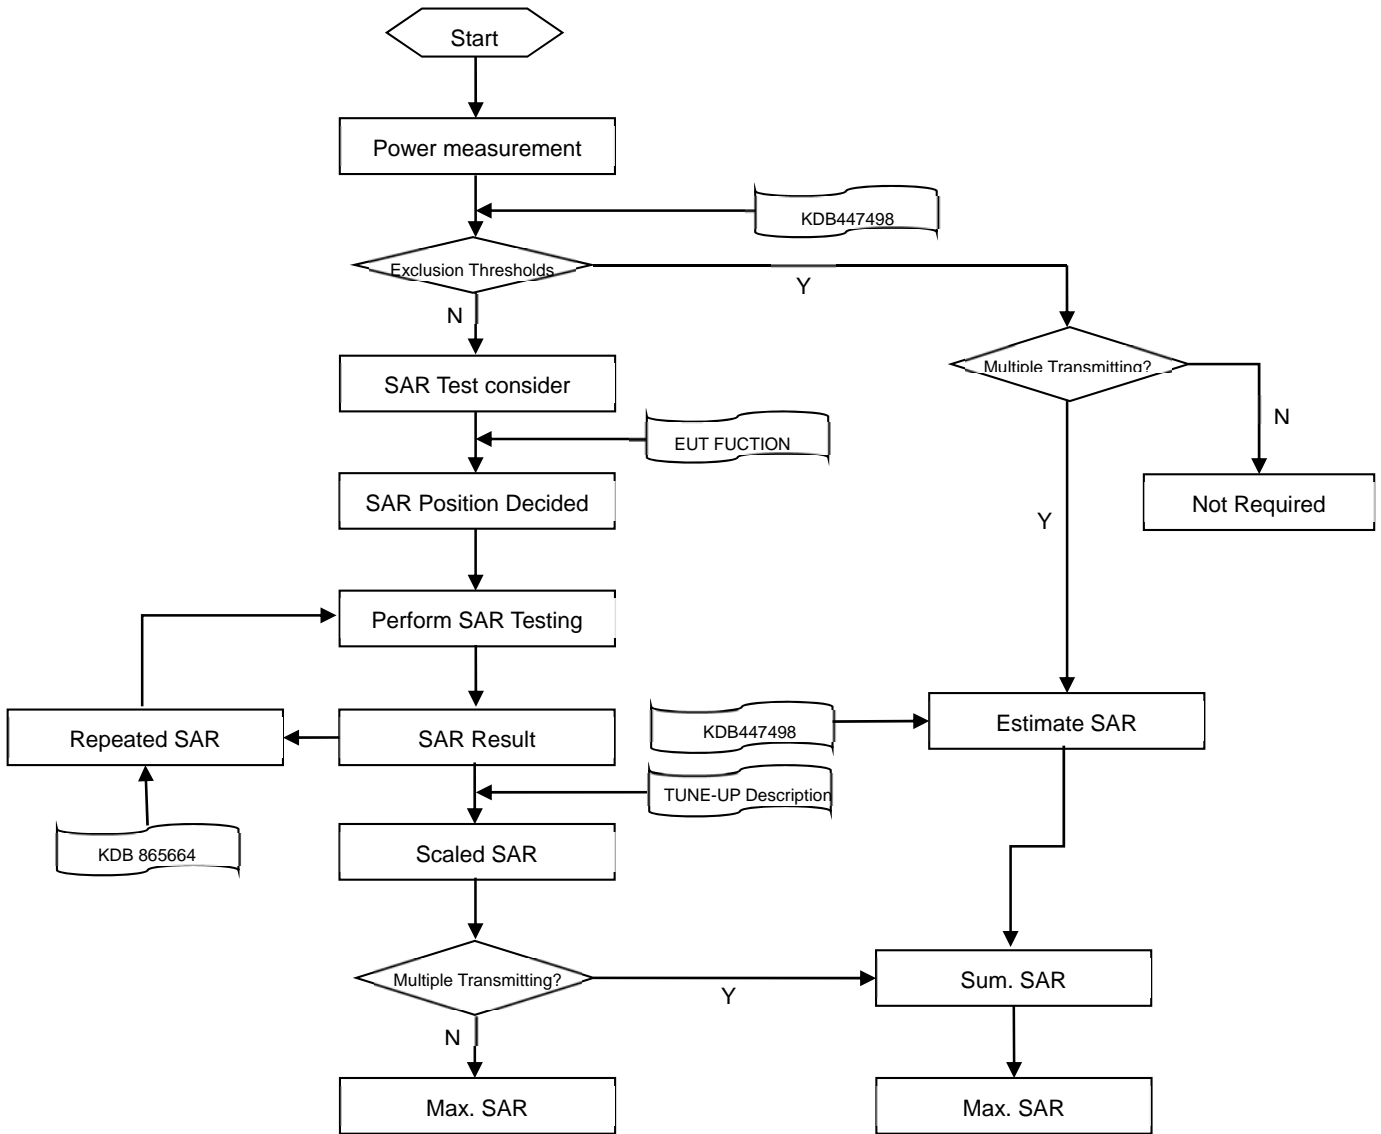 Start
Power measurement
KDB447498
Exclusion Thresholds
Y
N
Multiple Transmitting?
SAR Test consider
N
EUT FUCTION
SAR Position Decided
Not Required
Y
Perform SAR Testing
Repeated SAR
SAR Result
KDB447498
Estimate SAR
TUNE-UP Description
KDB 865664
Scaled SAR
Multiple Transmitting?
Y
Sum. SAR
N
Max. SAR
Max. SAR